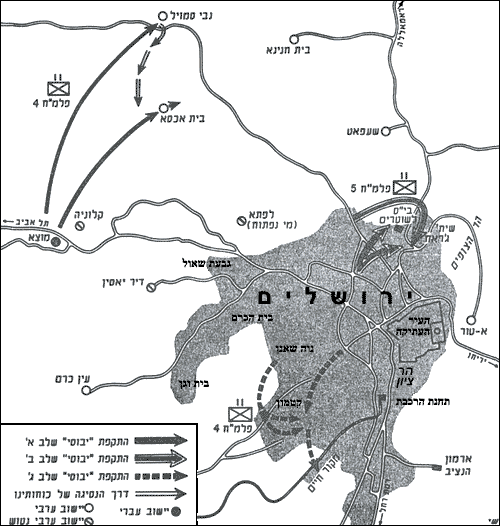 נבי סמויל
רמאללה
בית חנינא
פלמ"ח 4
בית אכסא
שעפאט
פלמ"ח 5
תל אביב
קלוניה
לפתא
(מי נפתוח)
בי"ס
לשוטרים
שיח'
ג'ראח
הר הצופים
מוצא
גבעת שאול
דיר יאסין
ירושלים
בית הכרם
העיר
העתיקה
א-טור
נוה שאנן
הר
ציון
יריחו
עין כרם
בית וגן
קטמון
תחנת הרכבת
פלמ"ח 4
מקור חיים
ארמון
הנציב
התקפת "יבוסי" שלב א'
התקפת "יבוסי" שלב ב'
התקפת "יבוסי" שלב ג'
דרך הנסיגה של כוחותינו
ישוב עברי
ישוב ערבי
ישוב ערבי נטוש